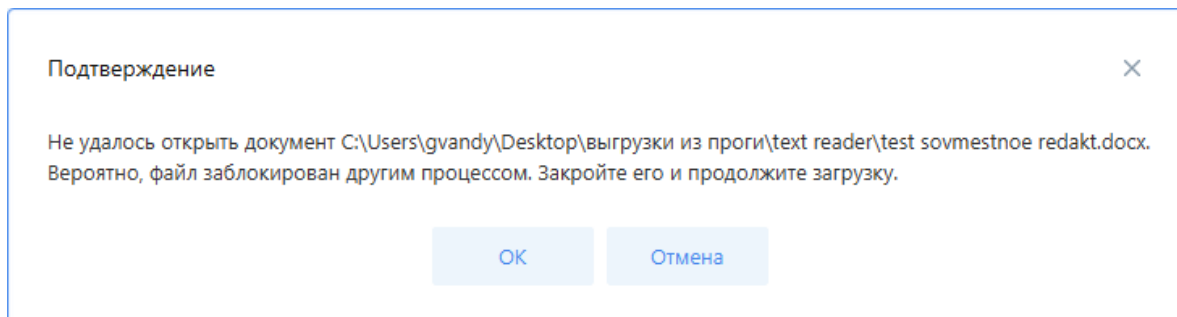 Подтверждение
Не удалось открыть документ C:\Users\gvandy\Desktop\выгрузки из проги\text reader\test sovmestnoe redakt.docx.
Вероятно, файл заблокирован другим процессом. Закройте его и продолжите загрузку.
ОК
Отмена